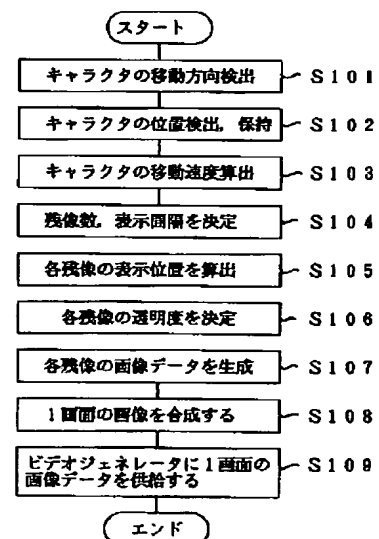 スタート
キャラクタの移動方向検出 S101
キャラクタの位置検出,保持 S102
キャラクタの移動速度算出 S103
残像数,表示間隔を決定 S104
各残像の表示位置を算出 S105
各残像の透明度を決定 S106
各残像の画像データを生成 S107
1画面の画像を合成する S108
ビデオジェネレータに1画面の S109
画像データを供給する
エンド